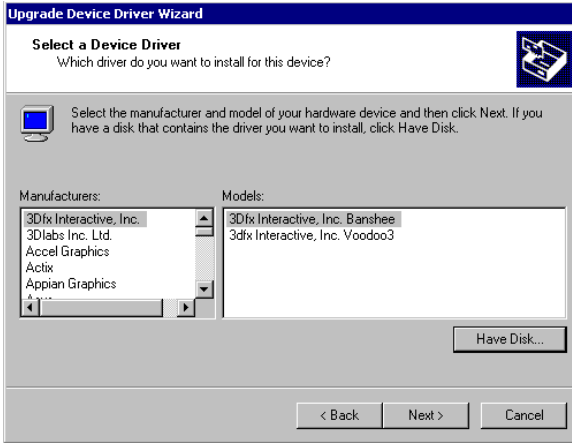 Upgrade Device Driver Wizard
Select a Device Driver
Which driver do you want to install for this device?
Select the manufacturer and model of your hardware device and then click Next. If you
have a disk that contains the driver you want to install, click Have Disk.
Manufacturers:
3Dfx Interactive, Inc.
3Dlabs Inc. Ltd.
Accel Graphics
Actix
Appian Graphics
Models:
3Dfx Interactive, Inc. Banshee
3dfx Interactive, Inc. Voodoo3
Have Disk...
< Back
Next >
Cancel